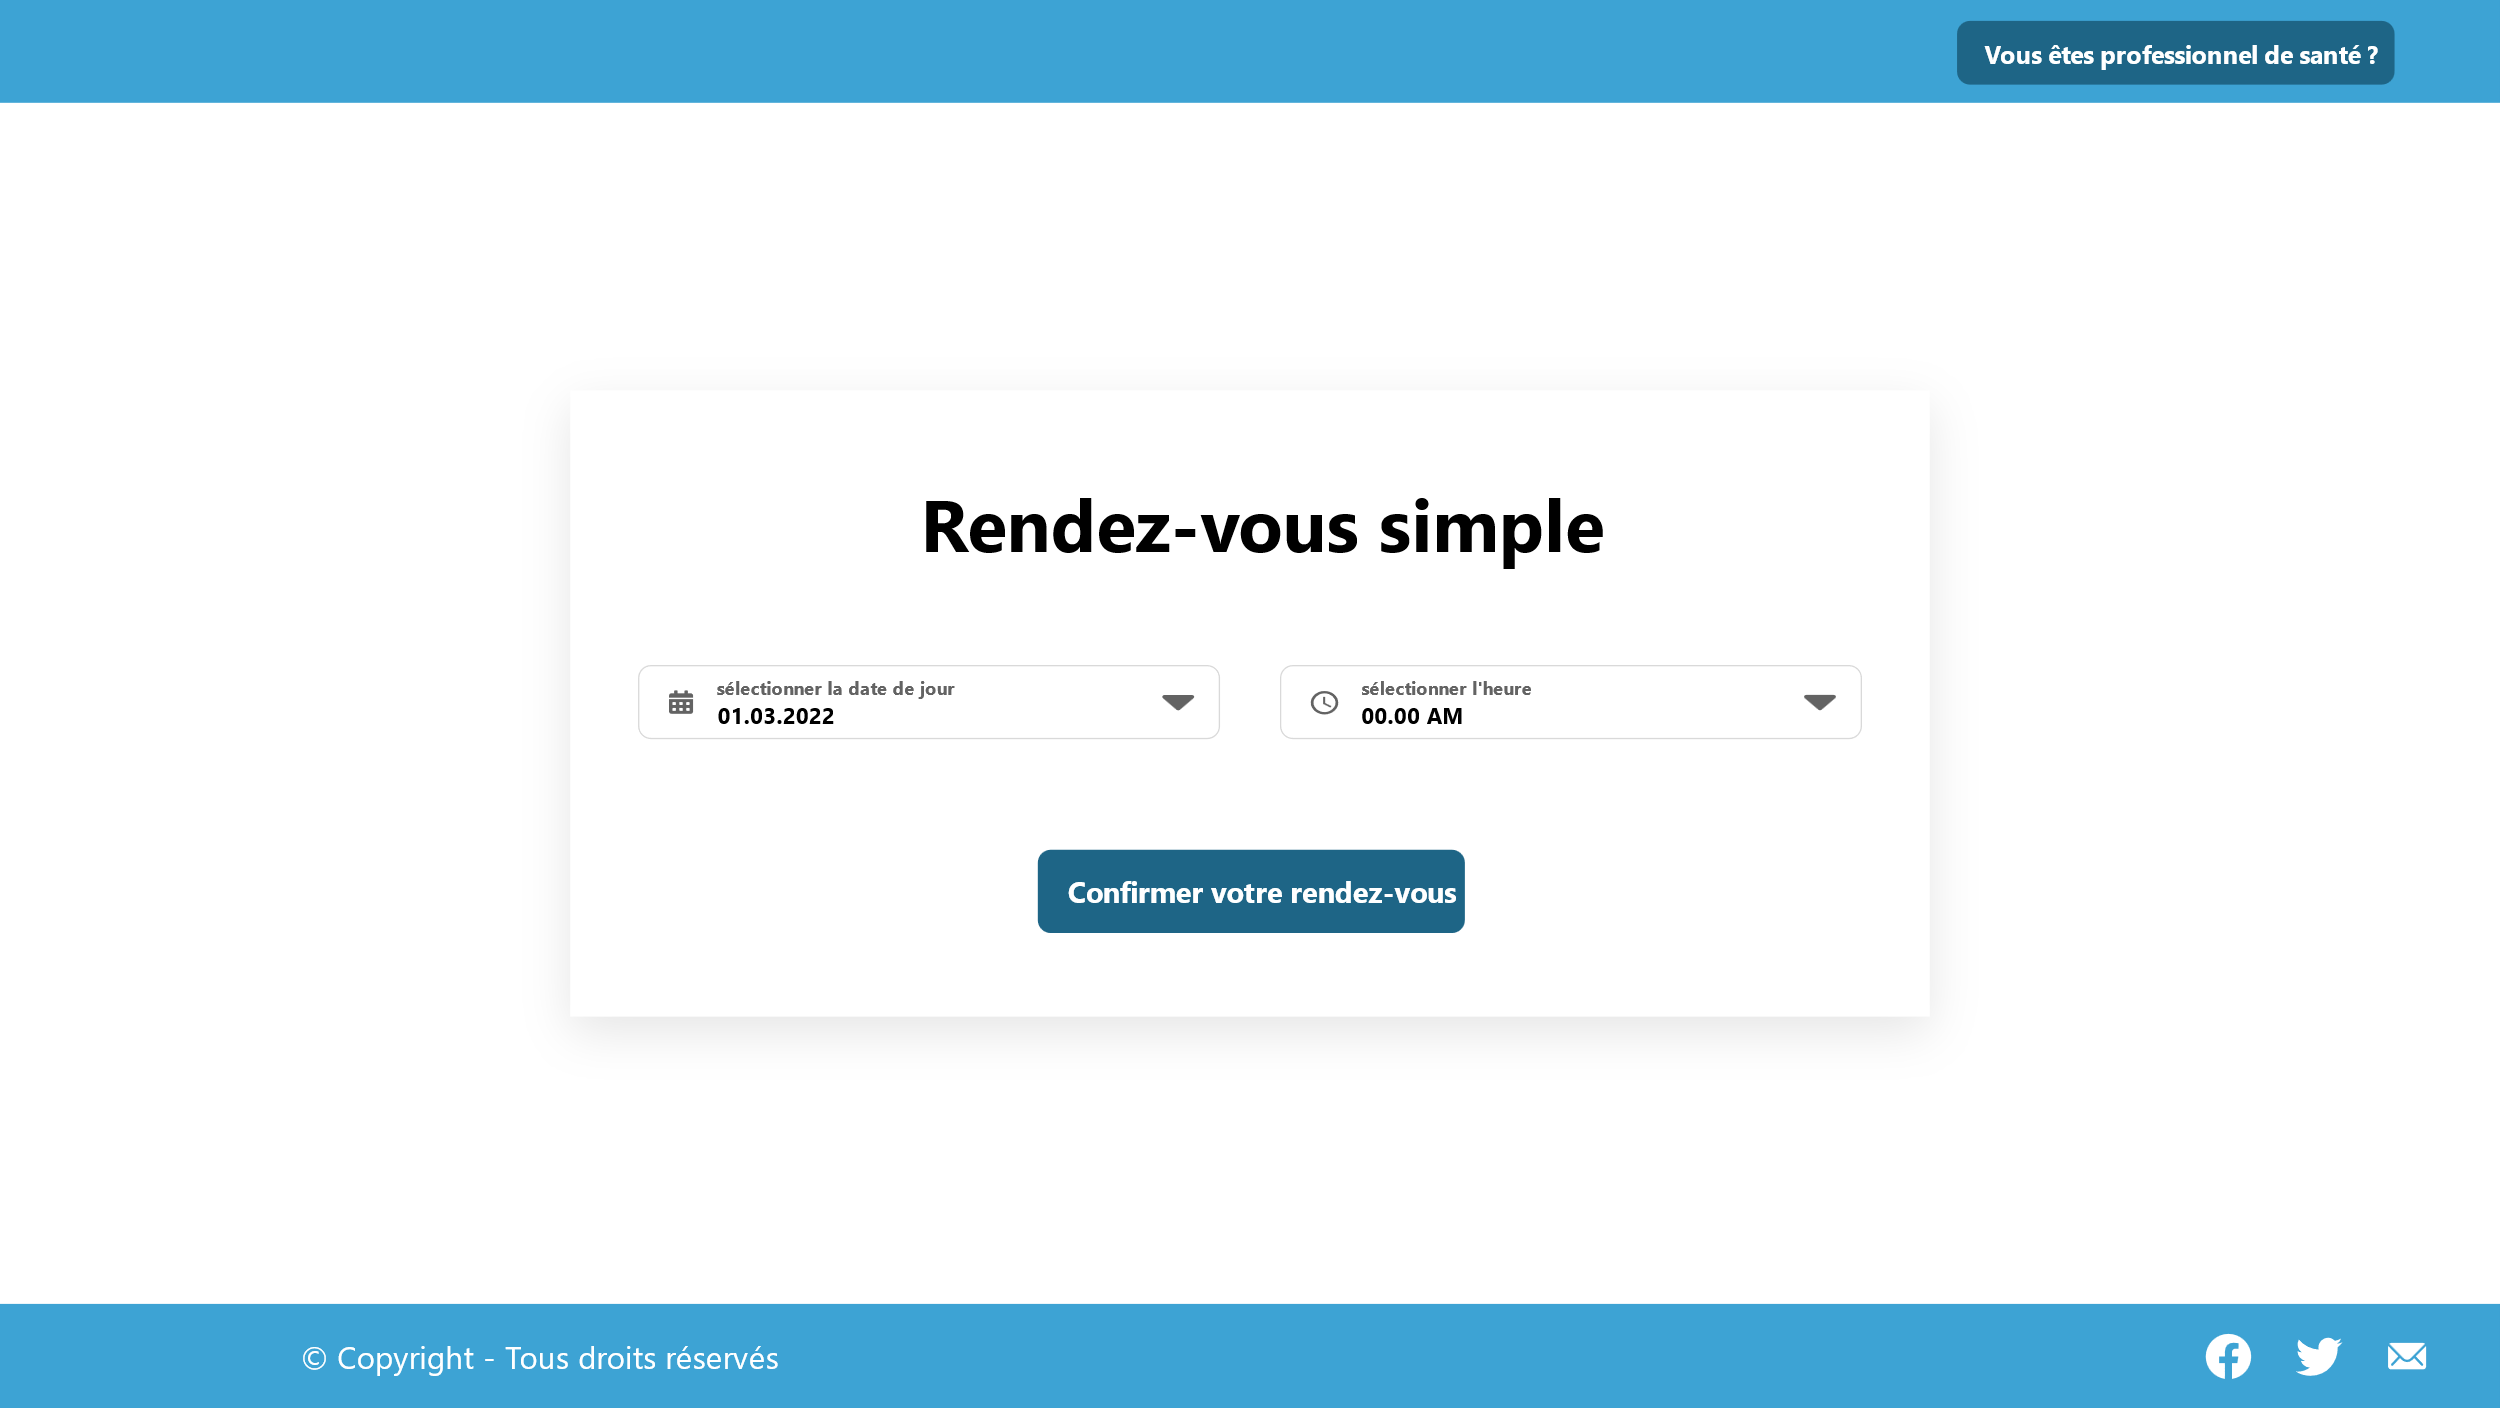 Vous êtes professionnel de santé ?
Rendez-vous simple
sélectionner la date de jour
01.03.2022
sélectionner l'heure
00.00 AM
Confirmer votre rendez-vous
© Copyright - Tous droits réservés